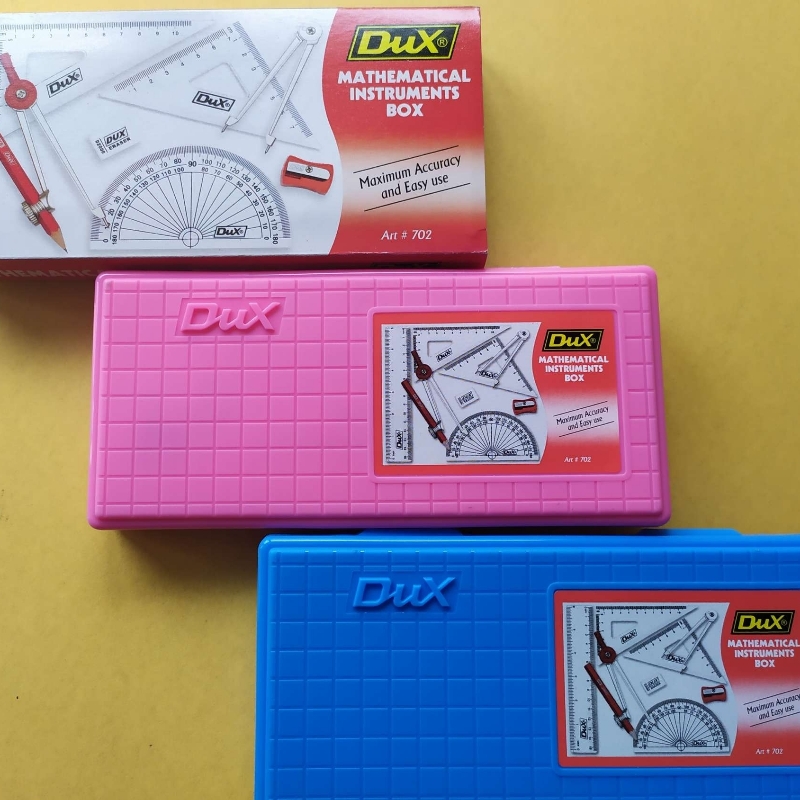 DUX®
MATHEMATICAL
INSTRUMENTS
BOX
Maximum Accuracy
and Easy use
Art # 702
DUX
DUX
DUX
ERASER
DUX
DUX
DUX®
MATHEMATICAL
INSTRUMENTS
BOX
Maximum Accuracy
and Easy use
Art # 702
DUX
DUX®
MATHEMATICAL
INSTRUMENTS
BOX
Maximum Accuracy
and Easy use
Art # 702